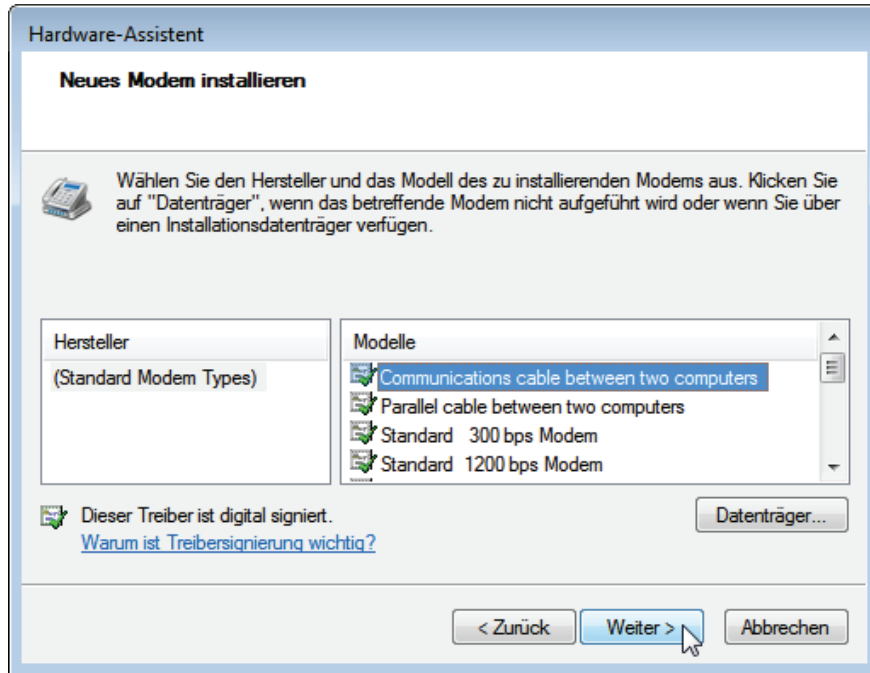 Hardware-Assistent
Neues Modem installieren
Wählen Sie den Hersteller und das Modell des zu installierenden Modems aus. Klicken Sie
auf "Datenträger", wenn das betreffende Modem nicht aufgeführt wird oder wenn Sie über
einen Installationsdatenträger verfügen.
Hersteller
(Standard Modem Types)
Modelle
Communications cable between two computers
Parallel cable between two computers
Standard 300 bps Modem
Standard 1200 bps Modem
Dieser Treiber ist digital signiert.
Warum ist Treibersignierung wichtig?
Datenträger...
< Zurück
Weiter >
Abbrechen